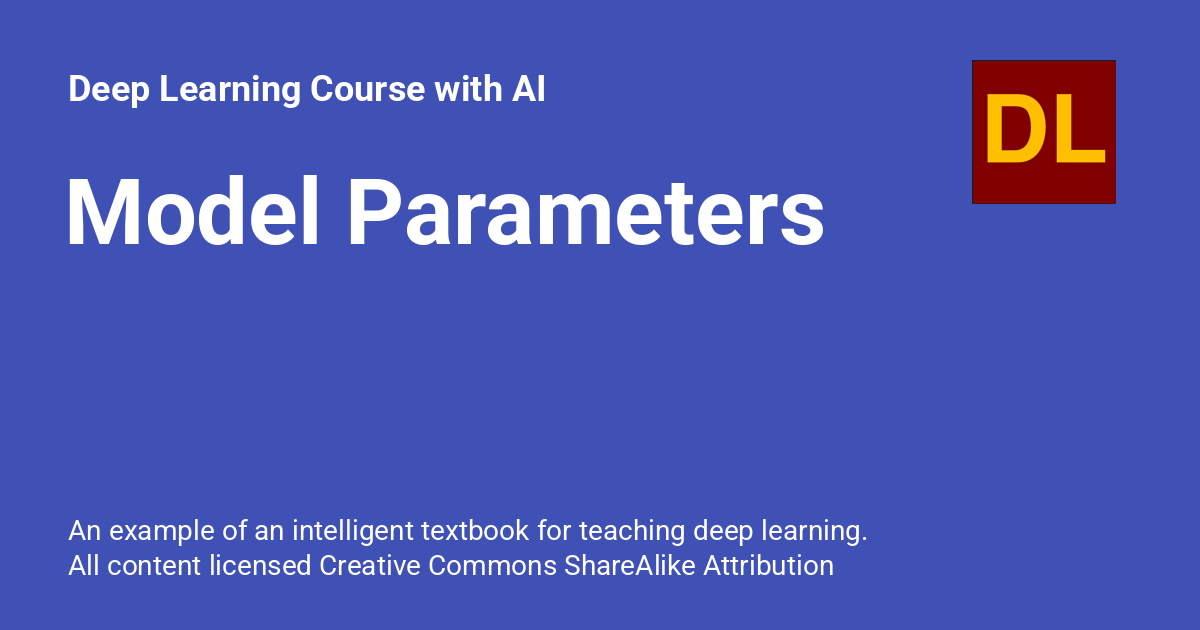 Deep Learning Course with AI
DL
Model Parameters
An example of an intelligent textbook for teaching deep learning.
All content licensed Creative Commons ShareAlike Attribution